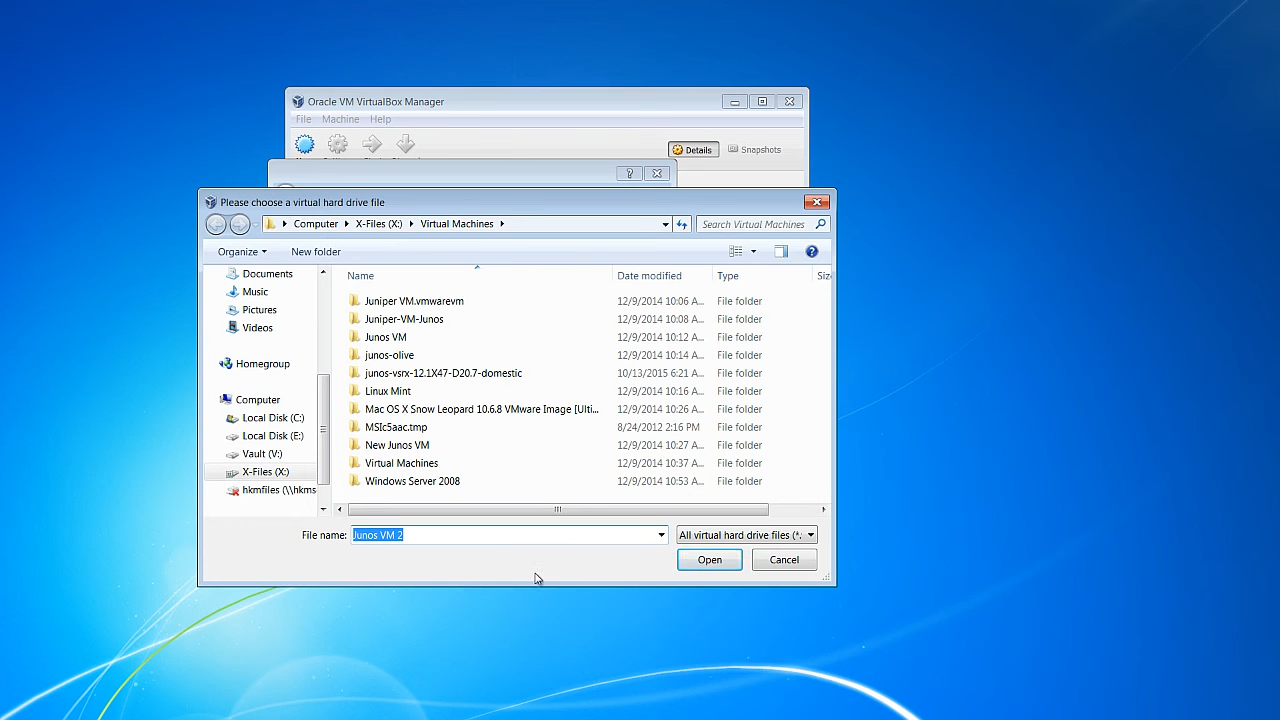 Oracle VM VirtualBox Manager
File Machine Help
Details Snapshots
?
Please choose a virtual hard drive file
Computer X-Files (X:) Virtual Machines Search Virtual Machines
Organize New folder ?
Documents
Music
Pictures
Videos
Homegroup
Computer
Local Disk (C:)
Local Disk (E:)
Vault (V:)
X-Files (X:)
hkmfiles (\\hkms
Name Date modified Type Siz
Juniper VM.vmwarevm 12/9/2014 10:06 A... File folder
Juniper-VM-Junos 12/9/2014 10:08 A... File folder
Junos VM 12/9/2014 10:12 A... File folder
junos-olive 12/9/2014 10:14 A... File folder
junos-vsrx-12.1X47-D20.7-domestic 10/13/2015 6:21 A... File folder
Linux Mint 12/9/2014 10:16 A... File folder
Mac OS X Snow Leopard 10.6.8 VMware Image [Ulti... 12/9/2014 10:26 A... File folder
MSIc5aac.tmp 8/24/2012 2:16 PM File folder
New Junos VM 12/9/2014 10:27 A... File folder
Virtual Machines 12/9/2014 10:37 A... File folder
Windows Server 2008 12/9/2014 10:53 A... File folder
File name: Junos VM 2 All virtual hard drive files (*.
Open Cancel